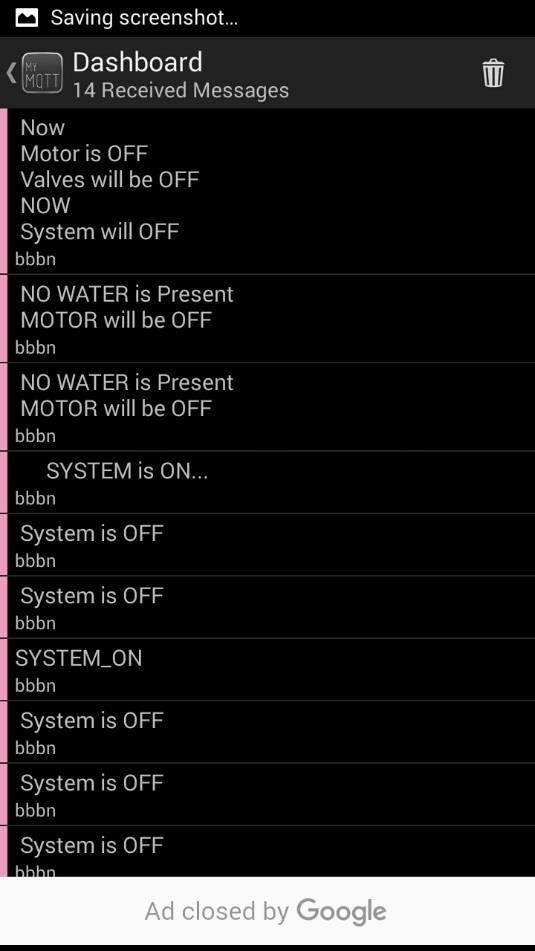 Saving screenshot...
MY
MQTT
Dashboard
14 Received Messages
Now
Motor is OFF
Valves will be OFF
NOW
System will OFF
bbbn
NO WATER is Present
MOTOR will be OFF
bbbn
NO WATER is Present
MOTOR will be OFF
bbbn
SYSTEM is ON...
bbbn
System is OFF
bbbn
System is OFF
bbbn
SYSTEM_ON
bbbn
System is OFF
bbbn
System is OFF
bbbn
System is OFF
bbbn
Ad closed by Google